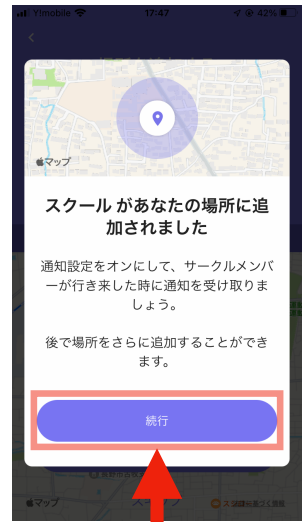 Y!mobile 17:47 42%
マップ
スクール があなたの場所に追
加されました
通知設定をオンにして、サークルメンバ
ーが行き来した時に通知を受け取りま
しょう。
後で場所をさらに追加することができ
ます。
続行
マップ